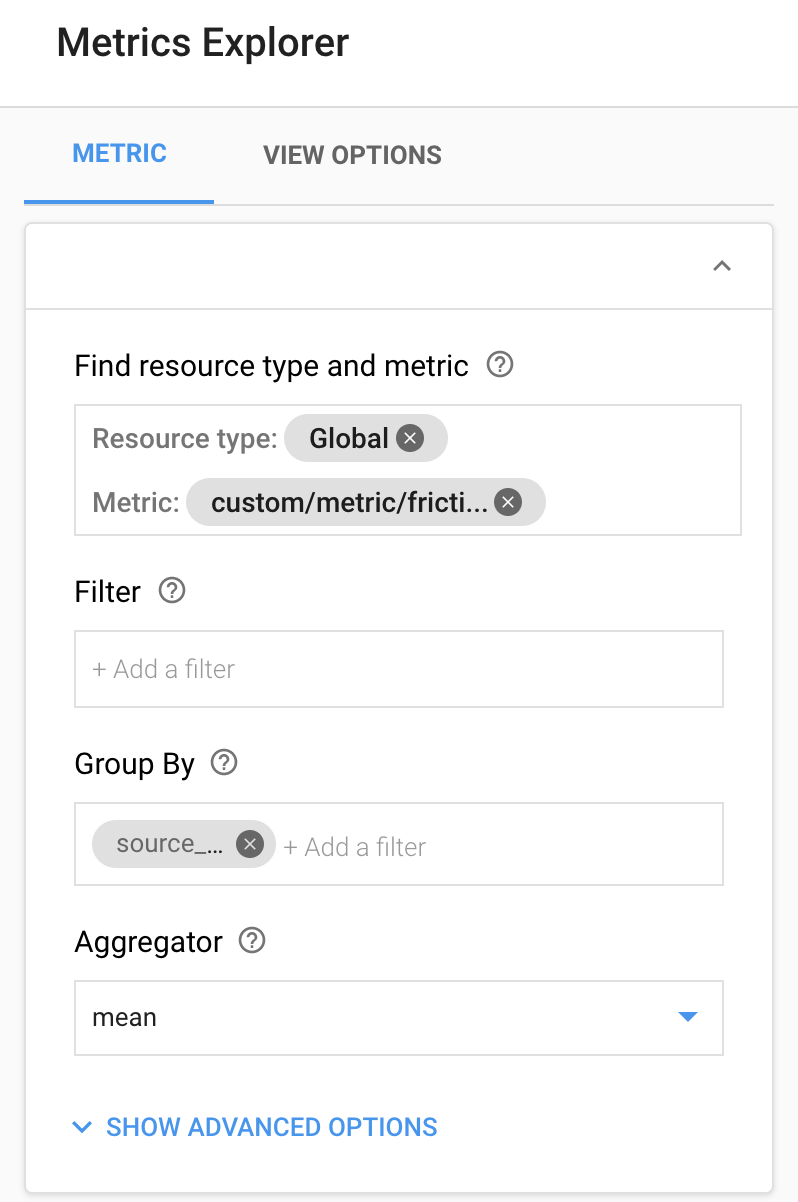 Metrics Explorer
METRIC VIEW OPTIONS
Find resource type and metric
Resource type: Global
Metric: custom/metric/fricti...
Filter
+ Add a filter
Group By
source_... + Add a filter
Aggregator
mean
SHOW ADVANCED OPTIONS